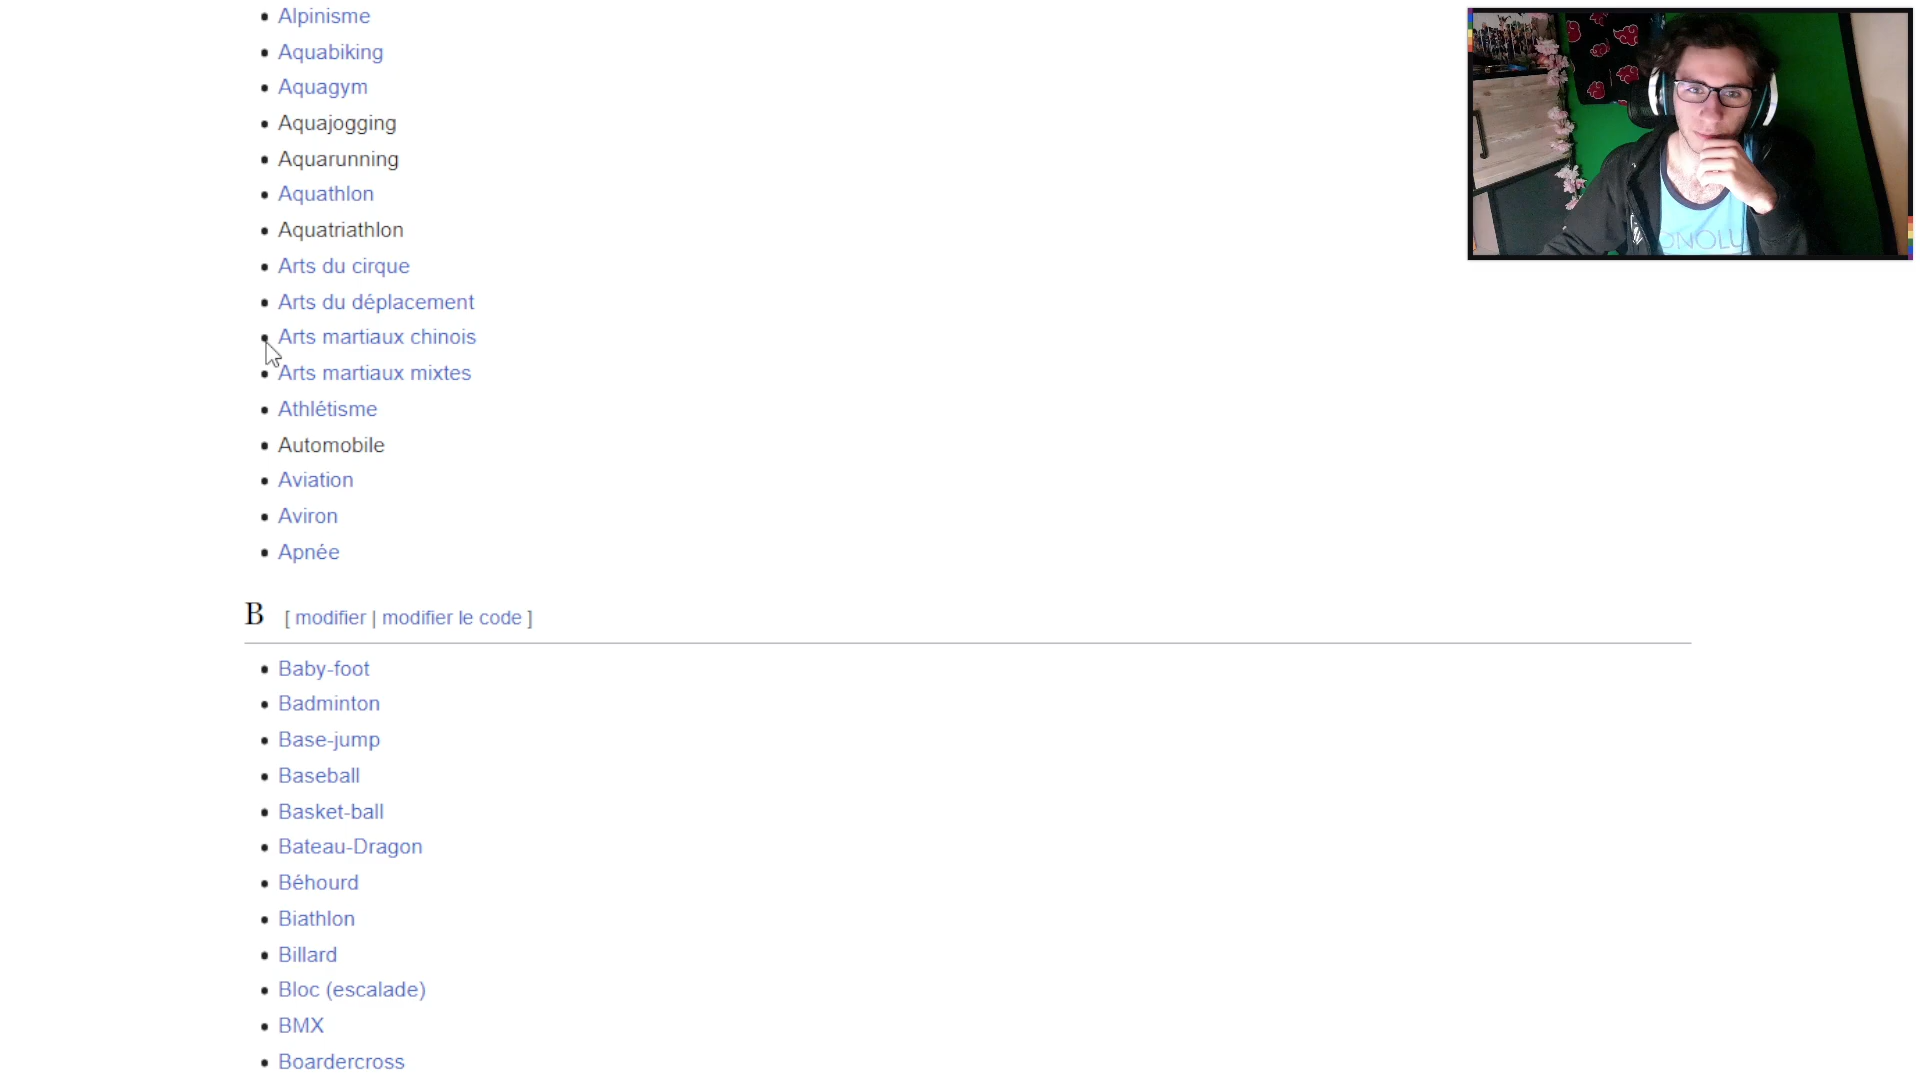 Alpinisme
Aquabiking
Aquagym
Aquajogging
Aquarunning
Aquathlon
Aquatriathlon
Arts du cirque
Arts du déplacement
Arts martiaux chinois
Arts martiaux mixtes
Athlétisme
Automobile
Aviation
Aviron
Apnée
B [ modifier | modifier le code ]
Baby-foot
Badminton
Base-jump
Baseball
Basket-ball
Bateau-Dragon
Béhourd
Biathlon
Billard
Bloc (escalade)
BMX
Boardercross
ONOLU